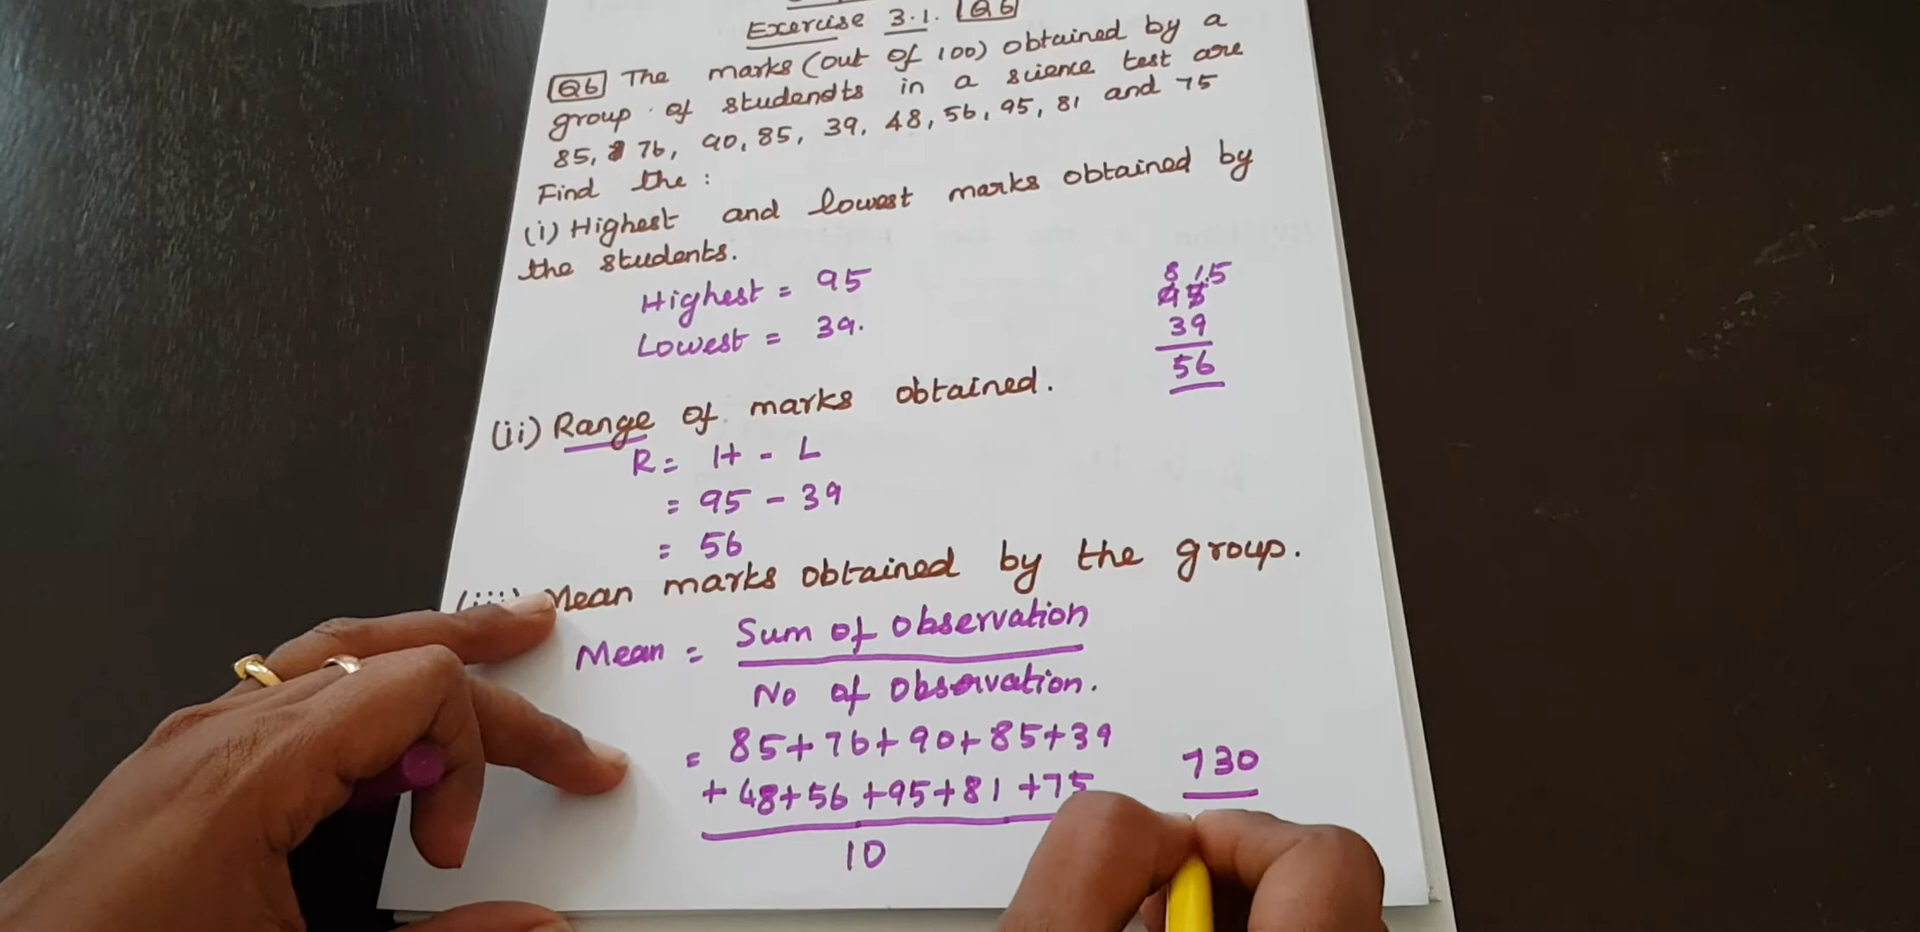 Exercise 3.1. Q6
Q6 The marks (out of 100) obtained by a
group of studendts in a science test are
85, 76, 90, 85, 39, 48, 56, 95, 81 and 75
Find the :
(i) Highest and lowest marks obtained by
the students.
Highest = 95
Lowest = 39.
8 15
95
39
56
(ii) Range of marks obtained.
R = H - L
= 95 - 39
= 56
(iii) Mean marks obtained by the group.
Mean = Sum of observation
No of observation.
= 85+76+90+85+39
+ 48+56+95+81+75
10
730